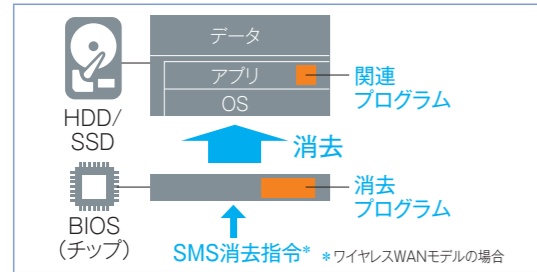 データ
アプリ
関連
プログラム
OS
HDD/
SSD
消去
消去
プログラム
BIOS
(チップ)
SMS消去指令* *ワイヤレスWANモデルの場合